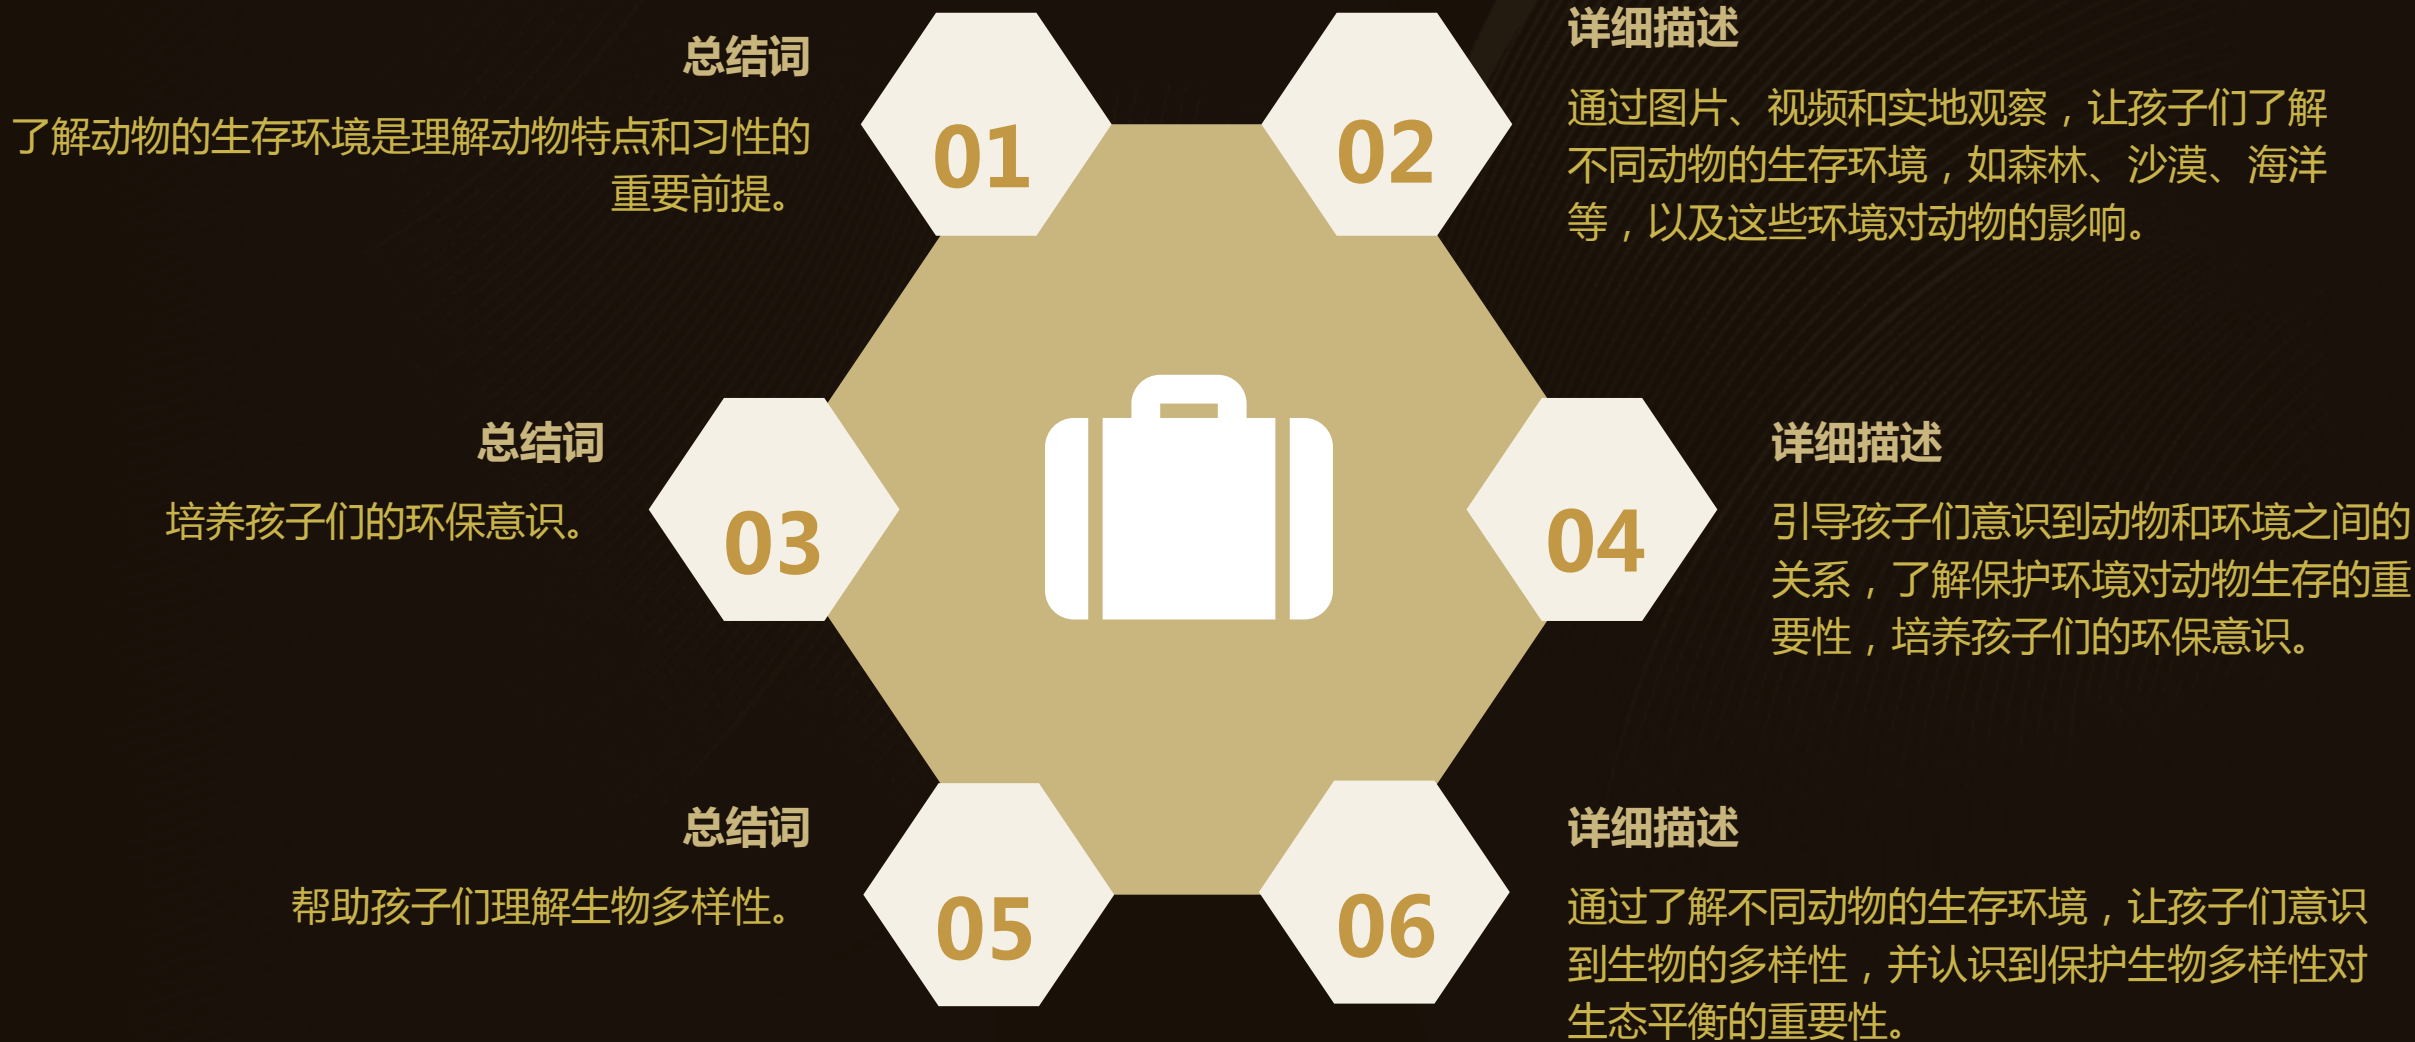 总结词
了解动物的生存环境是理解动物特点和习性的
重要前提。
01
02
详细描述
通过图片、视频和实地观察，让孩子们了解
不同动物的生存环境，如森林、沙漠、海洋
等，以及这些环境对动物的影响。
总结词
培养孩子们的环保意识。
03
04
详细描述
引导孩子们意识到动物和环境之间的
关系，了解保护环境对动物生存的重
要性，培养孩子们的环保意识。
总结词
帮助孩子们理解生物多样性。
05
06
详细描述
通过了解不同动物的生存环境，让孩子们意识
到生物的多样性，并认识到保护生物多样性对
生态平衡的重要性。